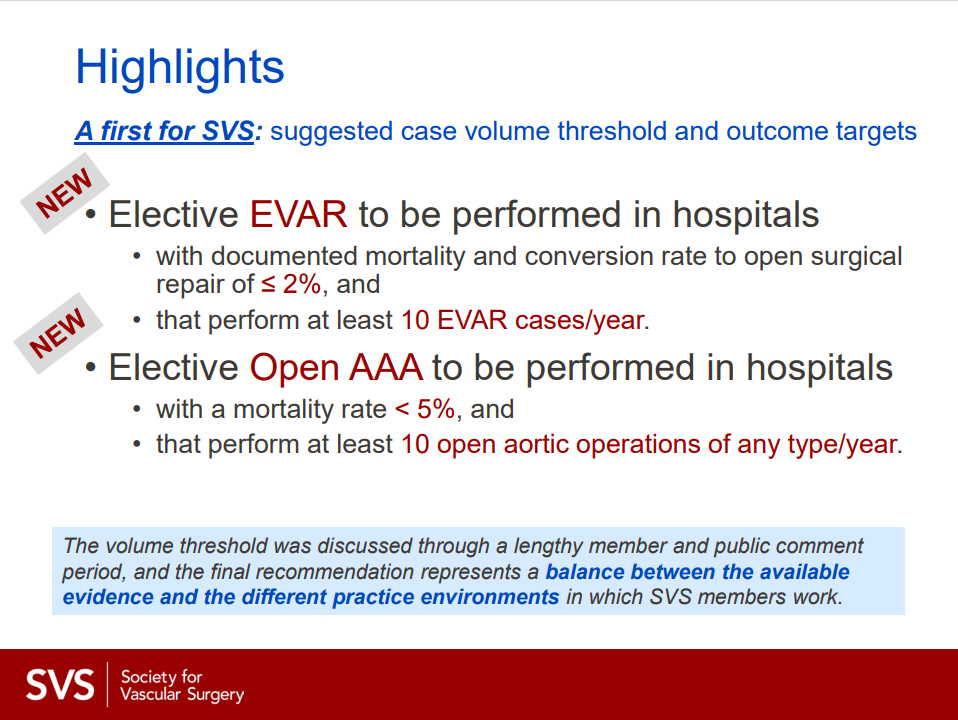 Highlights
A first for SVS: suggested case volume threshold and outcome targets
NEW
• Elective EVAR to be performed in hospitals
• with documented mortality and conversion rate to open surgical
repair of ≤ 2%, and
• that perform at least 10 EVAR cases/year.
NEW
• Elective Open AAA to be performed in hospitals
• with a mortality rate < 5%, and
• that perform at least 10 open aortic operations of any type/year.
The volume threshold was discussed through a lengthy member and public comment
period, and the final recommendation represents a balance between the available
evidence and the different practice environments in which SVS members work.
SVS
Society for
Vascular Surgery